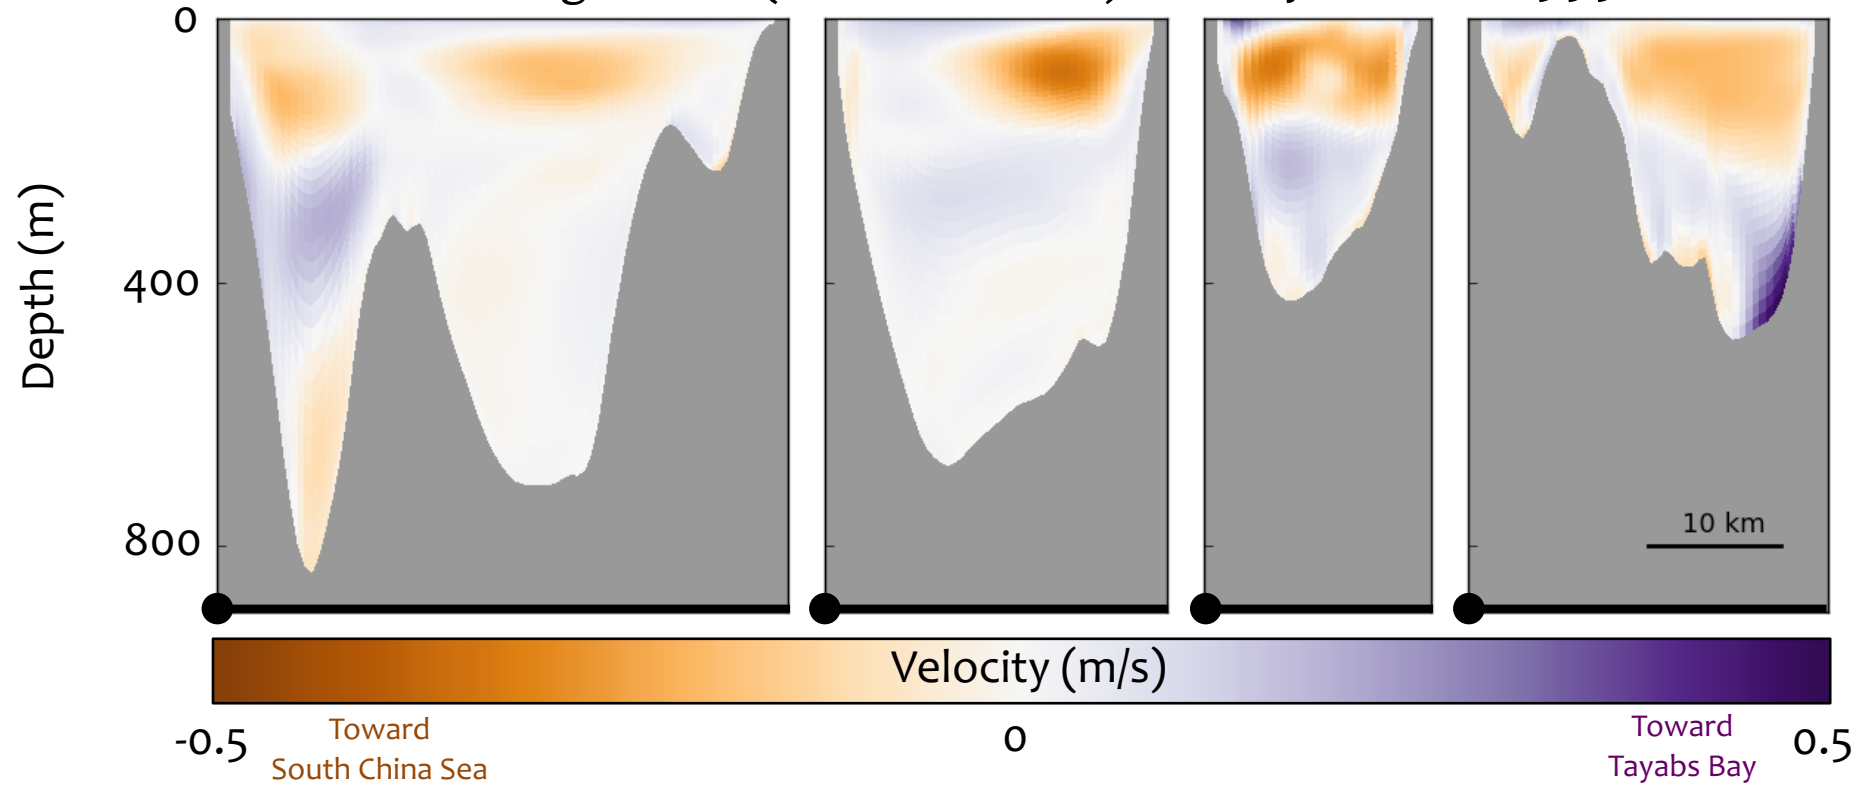 0
400
800
Depth (m)
10 km
Velocity (m/s)
-0.5
Toward
South China Sea
0
Toward
Tayabs Bay
0.5